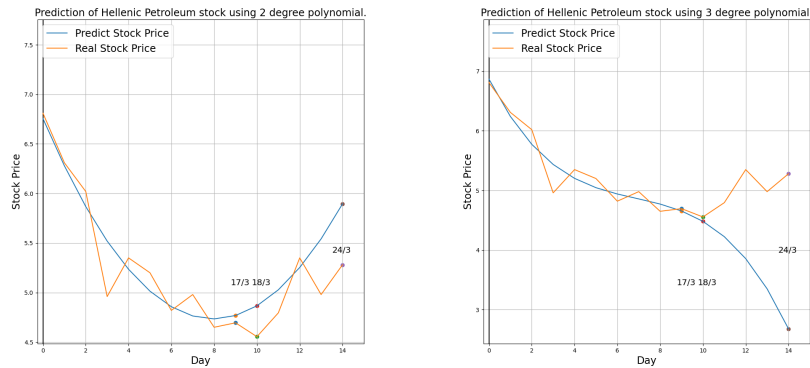 Prediction of Hellenic Petroleum stock using 2 degree polynomial.
Predict Stock Price
Real Stock Price
7.5
7.0
6.5
6.0
5.5
5.0
4.5
Stock Price
17/3 18/3
24/3
0 2 4 6 8 10 12 14
Day
Prediction of Hellenic Petroleum stock using 3 degree polynomial
Predict Stock Price
Real Stock Price
7
6
5
4
3
Stock Price
24/3
17/3 18/3
0 2 4 6 8 10 12 14
Day